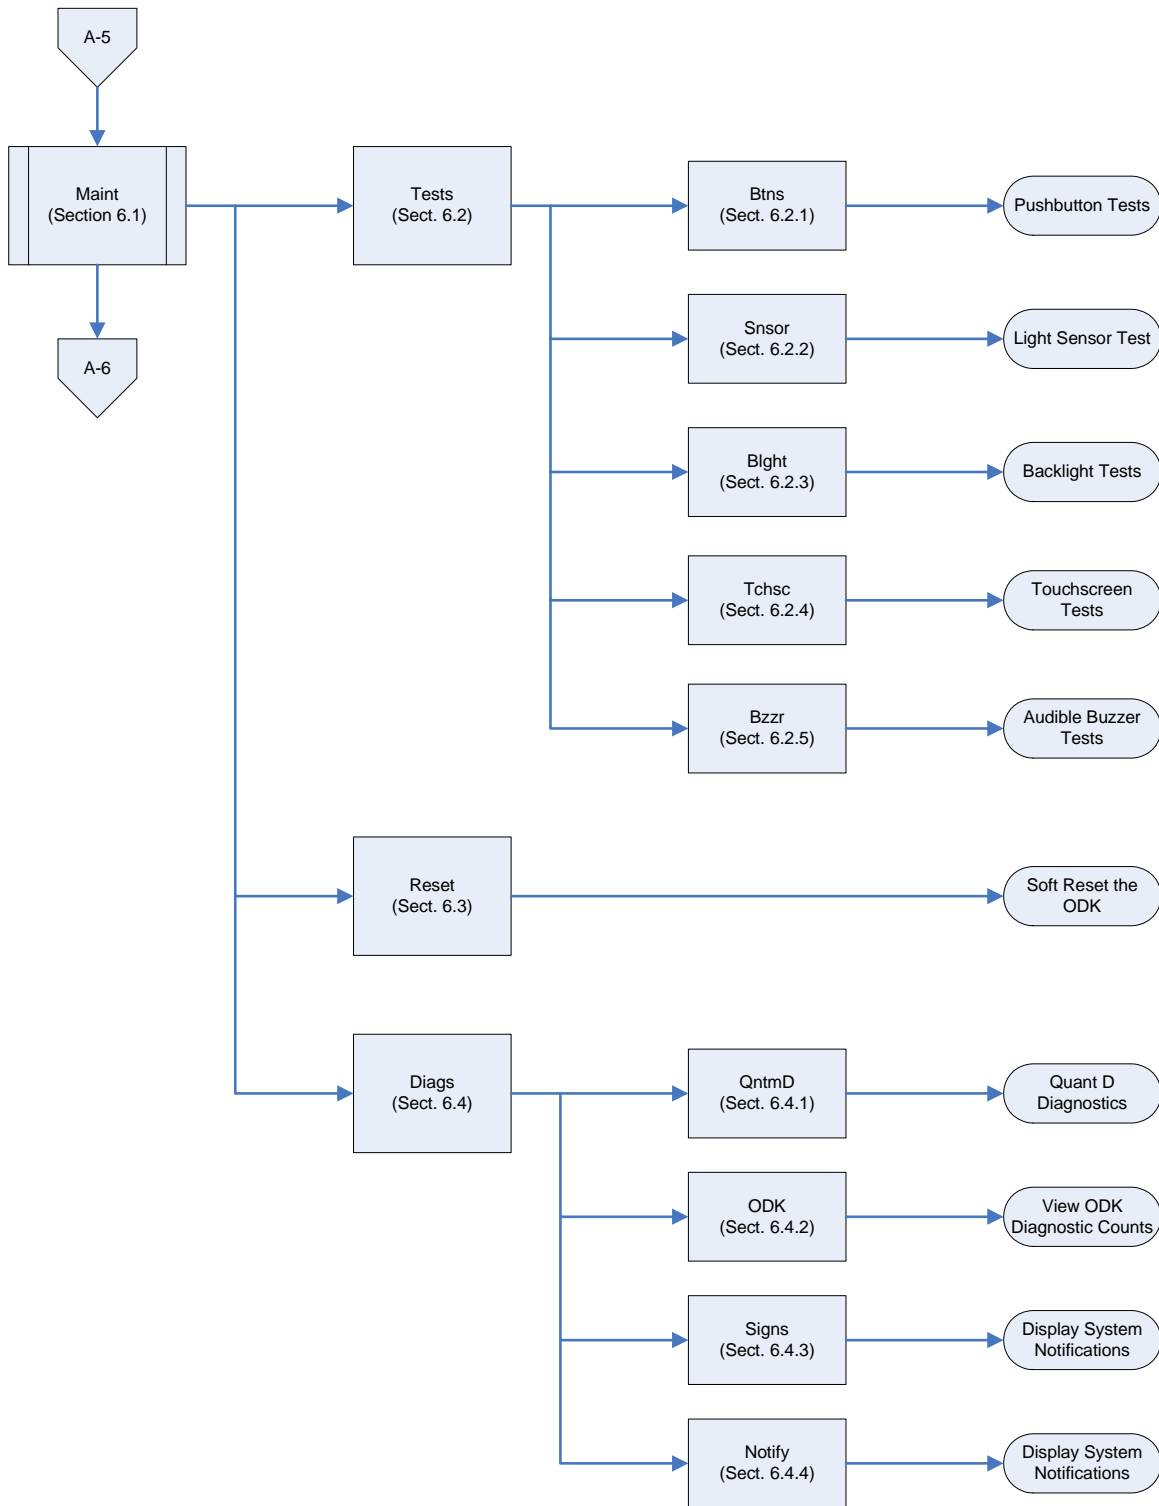 A-5
Maint
(Section 6.1)
A-6
Tests
(Sect. 6.2)
Btns
(Sect. 6.2.1)
Pushbutton Tests
Snsor
(Sect. 6.2.2)
Light Sensor Test
Blght
(Sect. 6.2.3)
Backlight Tests
Tchsc
(Sect. 6.2.4)
Touchscreen
Tests
Bzzr
(Sect. 6.2.5)
Audible Buzzer
Tests
Reset
(Sect. 6.3)
Soft Reset the
ODK
Diags
(Sect. 6.4)
QntmD
(Sect. 6.4.1)
Quant D
Diagnostics
ODK
(Sect. 6.4.2)
View ODK
Diagnostic Counts
Signs
(Sect. 6.4.3)
Display System
Notifications
Notify
(Sect. 6.4.4)
Display System
Notifications